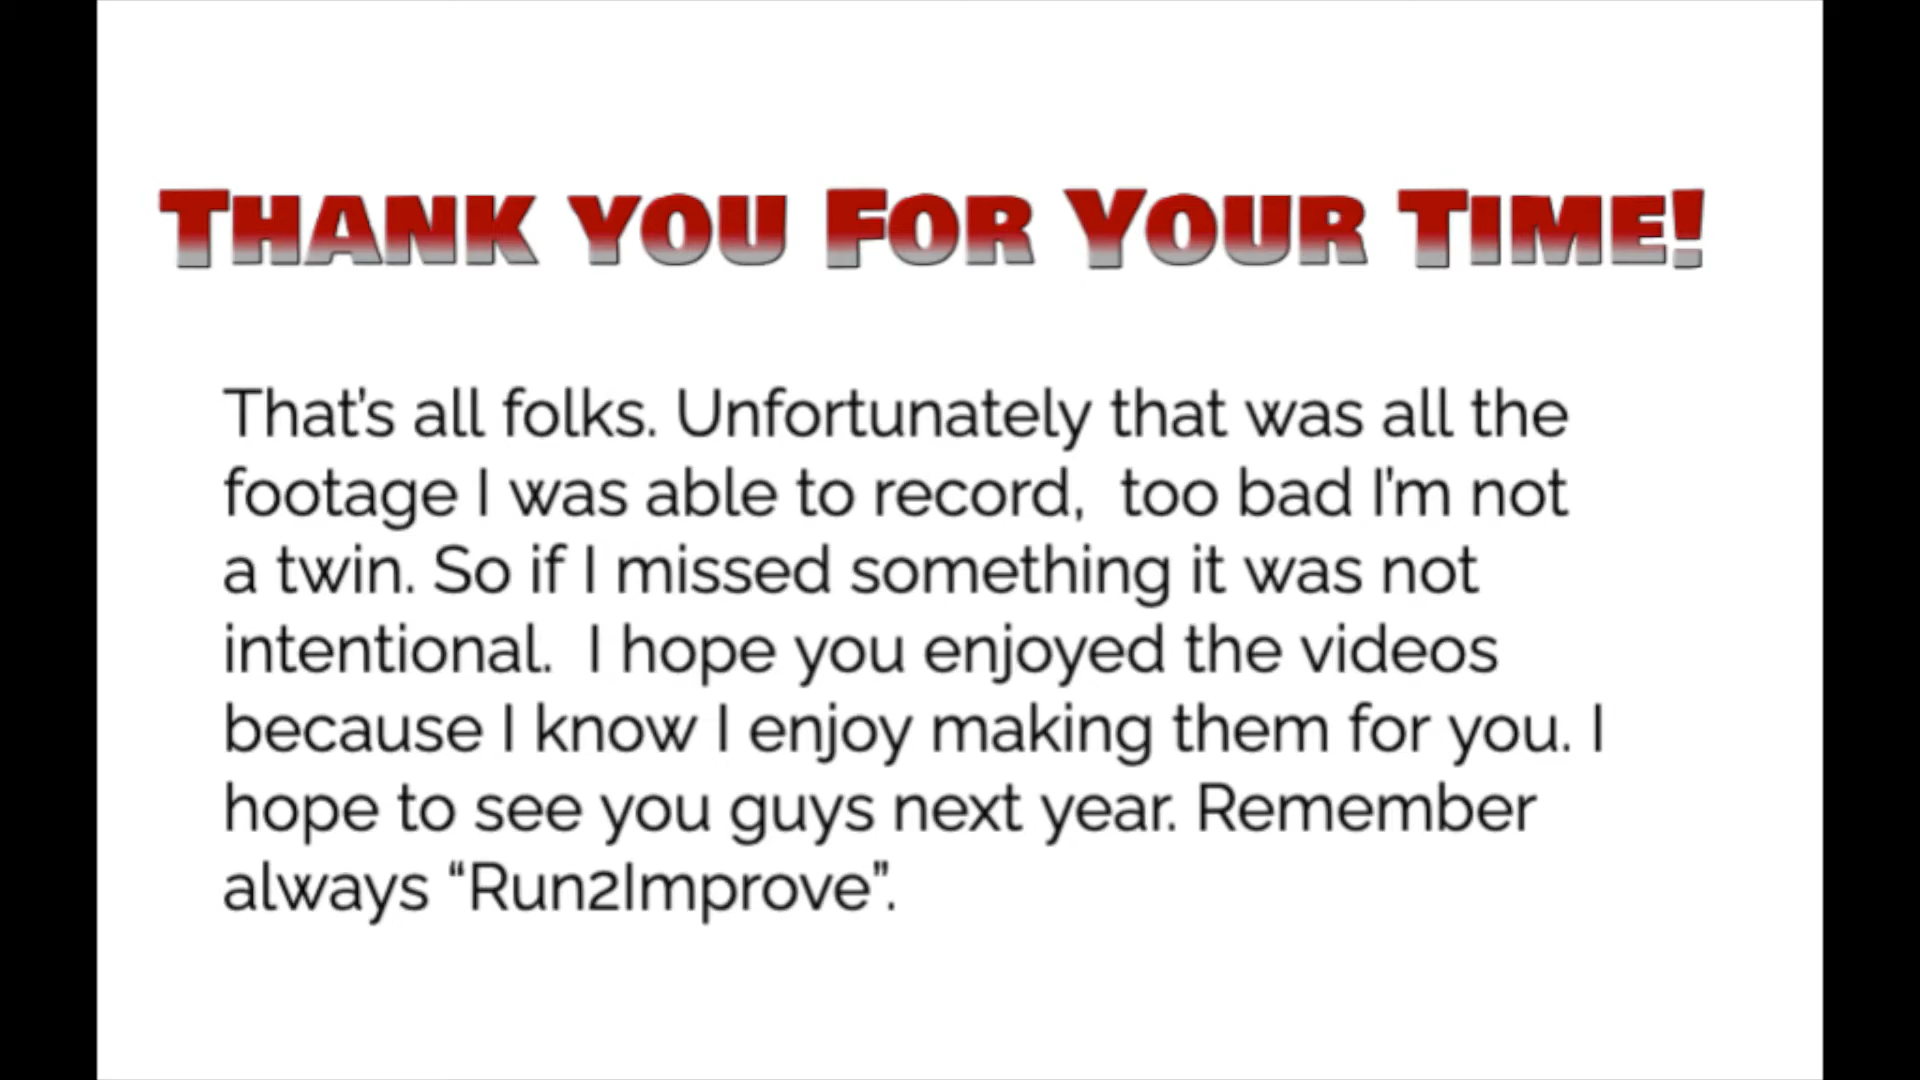 Thank you For Your Time!
That's all folks. Unfortunately that was all the
footage I was able to record,  too bad I'm not
a twin. So if I missed something it was not
intentional.  I hope you enjoyed the videos
because I know I enjoy making them for you. I
hope to see you guys next year. Remember
always “Run2Improve”.